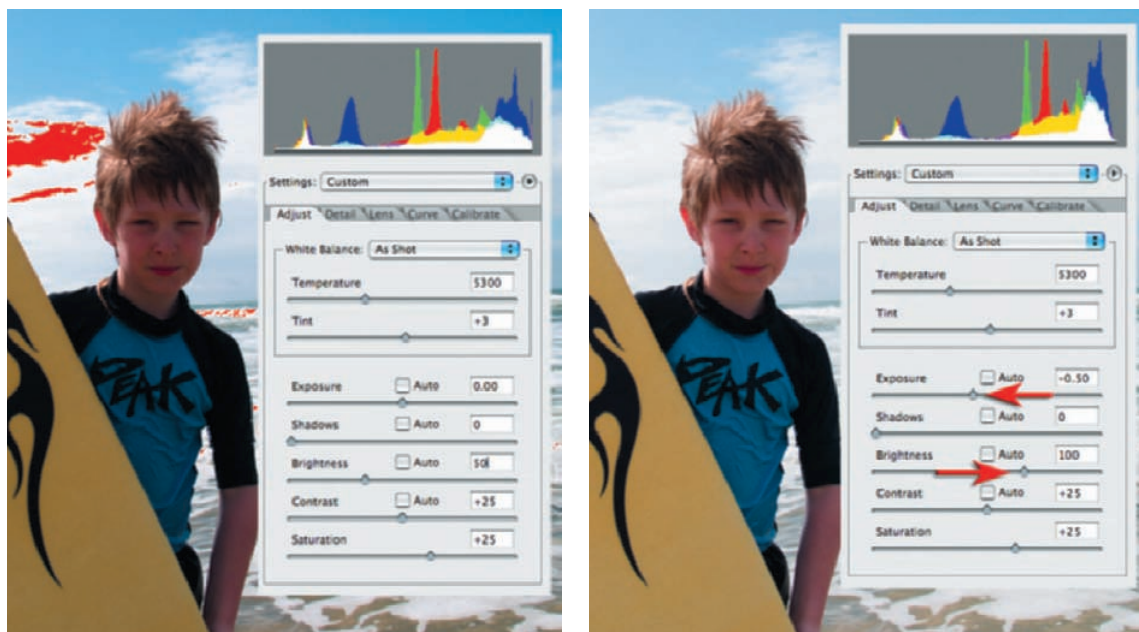 Settings: Custom
Adjust Detail Lens Curve Calibrate
White Balance: As Shot
Temperature 5300
Tint +3
Exposure Auto 0.00
Shadows Auto 0
Brightness Auto 50
Contrast Auto +25
Saturation +25
PEAK
Settings: Custom
Adjust Detail Lens Curve Calibrate
White Balance: As Shot
Temperature 5300
Tint +3
Exposure Auto -0.50
Shadows Auto 0
Brightness Auto 100
Contrast Auto +25
Saturation +25
PEAK